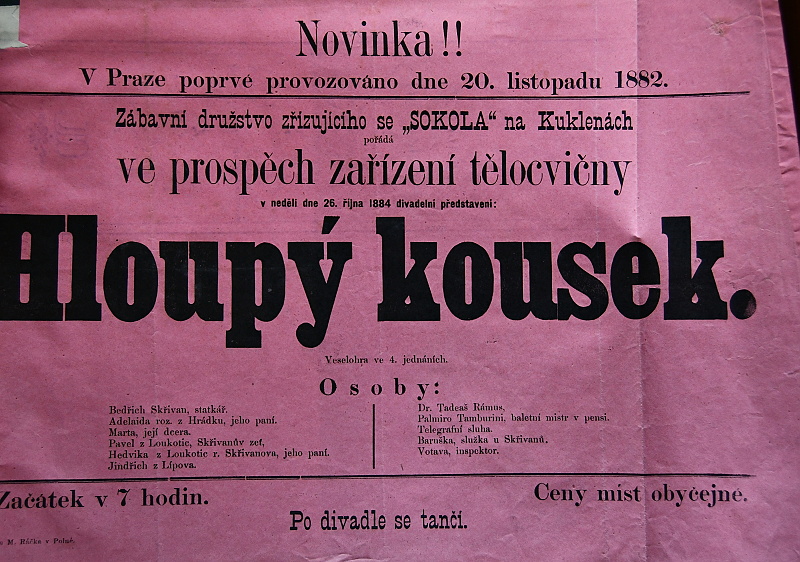 Novinka!!
V Praze poprvé provozováno dne 20. listopadu 1882.
Zábavní družstvo zřizujícího se „SOKOLA“ na Kuklenách
pořádá
ve prospěch zařízení tělocvičny
v neděli dne 26. října 1884 divadelní představení:
Hloupý kousek.
Veselohra ve 4. jednáních.
Osoby:
Bedřich Skřivan, statkář.
Adelaida roz. z Hrádku, jeho paní.
Marta, její dcera.
Pavel z Loukotic, Skřivanův zeť,
Hedvika z Loukotic r. Skřivanova, jeho paní.
Jindřich z Lípova.
Dr. Tadeáš Rámus,
Palmiro Tamburini, baletní mistr v pensi.
Telegrafní sluha.
Baruška, služka u Skřivanů,
Votava, inspektor.
Začátek v 7 hodin.
Ceny míst obyčejné.
Po divadle se tančí.
M. Ráčka v Polné.